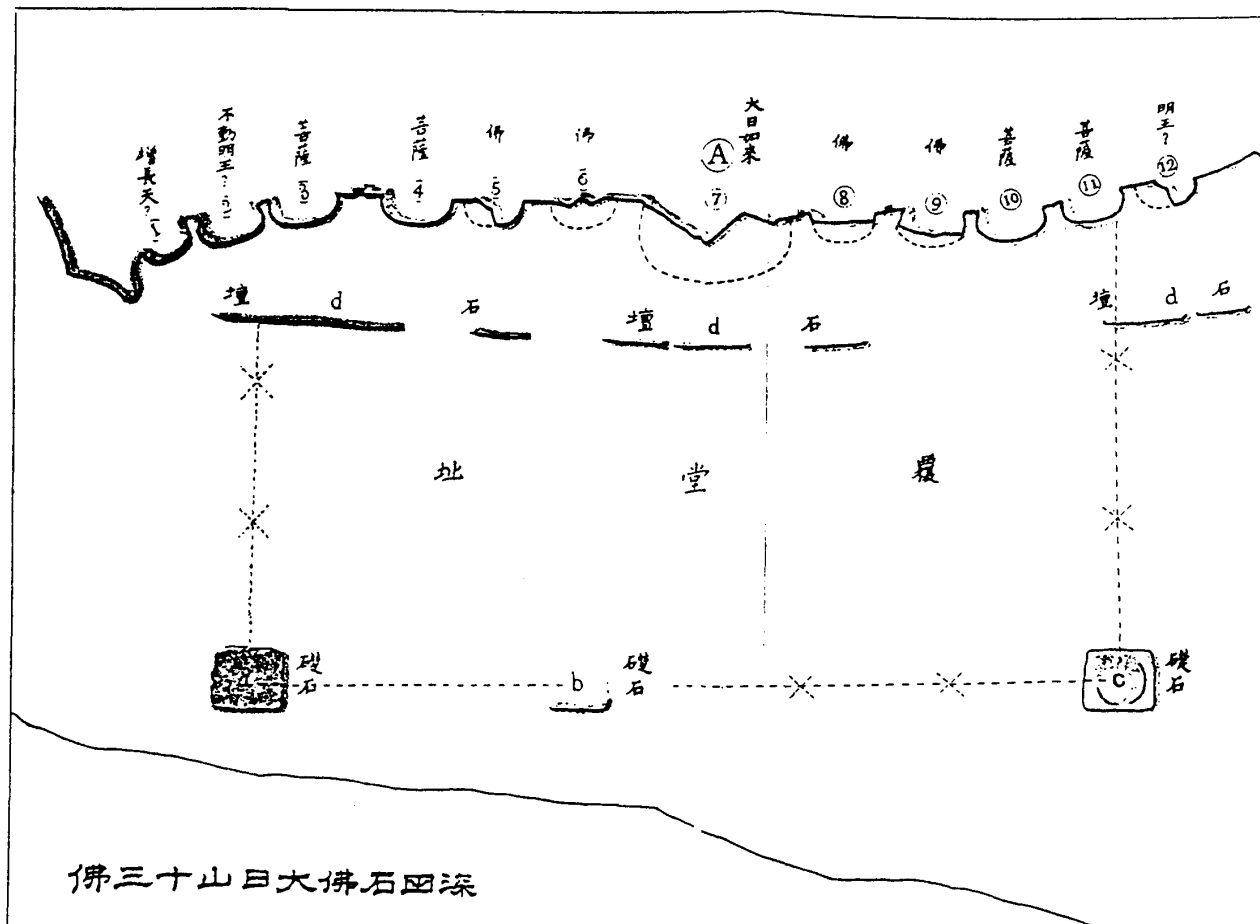 増長天?
1
不動明王?
2
菩薩
3
菩薩
4
佛
5
佛
6
大日如来
A
7
佛
8
佛
9
菩薩
10
菩薩
11
明王?
12
壇 d 石
壇 d 石
壇 d 石
覆堂址
a 礎石
b 礎石
c 礎石
深田石佛大日山十三佛